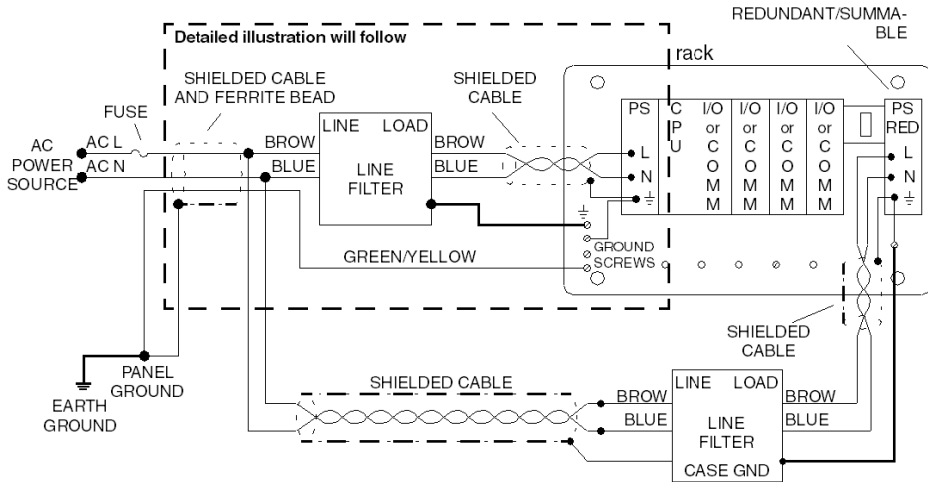 REDUNDANT/SUMMA-
BLE
Detailed illustration will follow
rack
SHIELDED CABLE
AND FERRITE BEAD
SHIELDED
CABLE
FUSE
AC
POWER
SOURCE
AC L
AC N
BROW
BLUE
LINE LOAD
LINE
FILTER
BROW
BLUE
PS
L
N
C
P
U
I/O
or
C
O
M
M
I/O
or
C
O
M
M
I/O
or
C
O
M
M
I/O
or
C
O
M
M
PS
RED
L
N
GROUND
SCREWS
GREEN/YELLOW
SHIELDED
CABLE
PANEL
GROUND
EARTH
GROUND
SHIELDED CABLE
BROW
BLUE
LINE LOAD
LINE
FILTER
CASE GND
BROW
BLUE